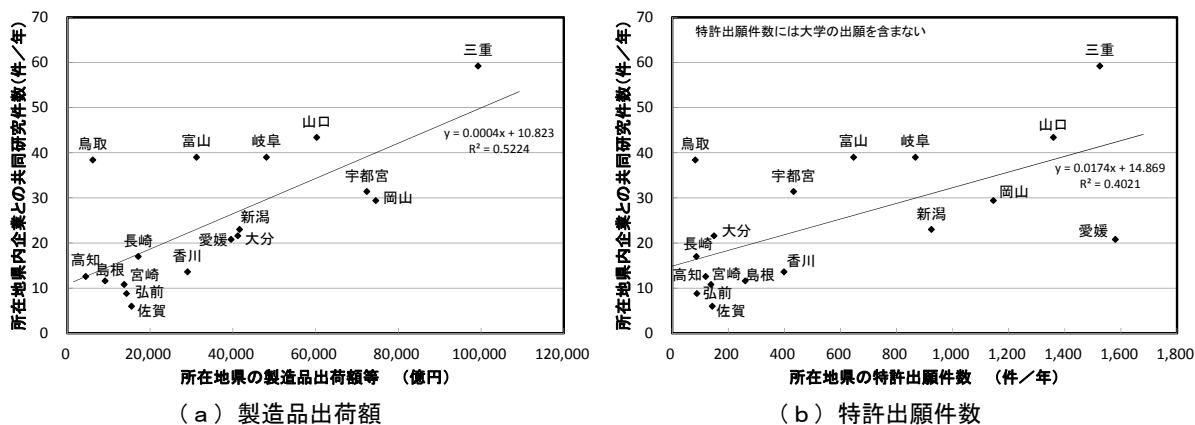 所在地県内企業との共同研究件数(件/年)
70
60
50
40
30
20
10
0
三重
山口
鳥取
富山
岐阜
y = 0.0004x + 10.823
R² = 0.5224
宇都宮
岡山
新潟
長崎
愛媛
大分
高知
島根
宮崎
香川
弘前
佐賀
0 20,000 40,000 60,000 80,000 100,000 120,000
所在地県の製造品出荷額等 (億円)
(a)製造品出荷額
所在地県内企業との共同研究件数(件/年)
70
60
50
40
30
20
10
0
特許出願件数には大学の出願を含まない
三重
山口
鳥取
富山
岐阜
y = 0.0174x + 14.869
R² = 0.4021
宇都宮
岡山
大分
新潟
愛媛
長崎
香川
高知
宮崎
島根
弘前
佐賀
0 200 400 600 800 1,000 1,200 1,400 1,600 1,800
所在地県の特許出願件数 (件/年)
(b)特許出願件数